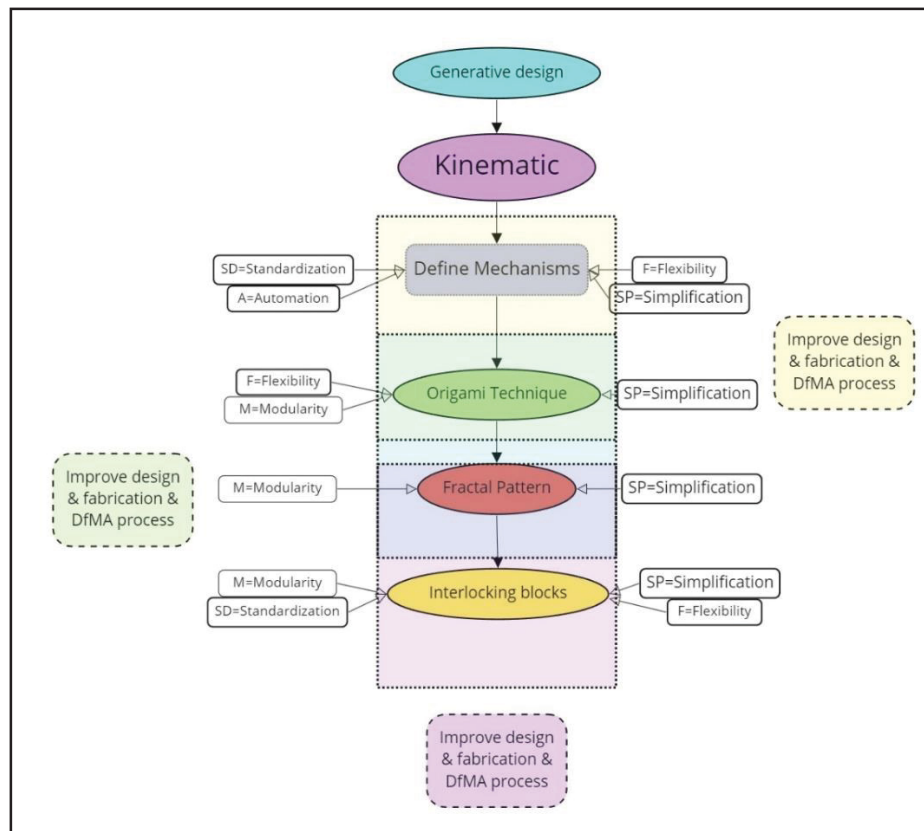 Generative design
Kinematic
SD=Standardization
A=Automation
Define Mechanisms
F=Flexibility
SP=Simplification
Improve design
& fabrication &
DfMA process
F=Flexibility
M=Modularity
Origami Technique
SP=Simplification
Improve design
& fabrication &
DfMA process
M=Modularity
Fractal Pattern
SP=Simplification
M=Modularity
SD=Standardization
Interlocking blocks
SP=Simplification
F=Flexibility
Improve design
& fabrication &
DfMA process